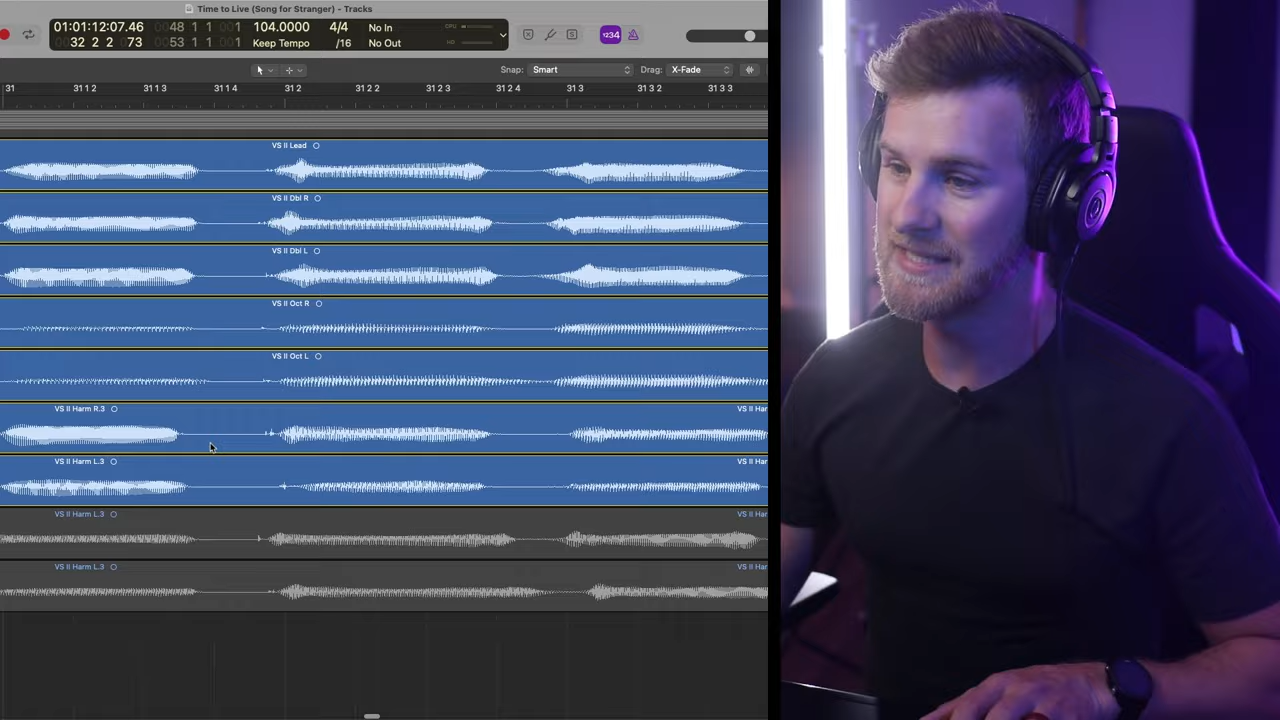 Time to Live (Song for Stranger) - Tracks
01:01:12:07.46 48 1 1 1 104.0000 4/4 No In CPU
32 2 2 73 53 1 1 1 Keep Tempo /16 No Out HD
S 1234
Snap: Smart Drag: X-Fade
31 31 1 2 31 1 3 31 1 4 31 2 31 2 2 31 2 3 31 2 4 31 3 31 3 2 31 3 3
VS II Lead
VS II Dbl R
VS II Dbl L
VS II Oct R
VS II Oct L
VS II Harm R.3 VS II Har
VS II Harm L.3 VS II Har
VS II Harm L.3 VS II Har
VS II Harm L.3 VS II Har